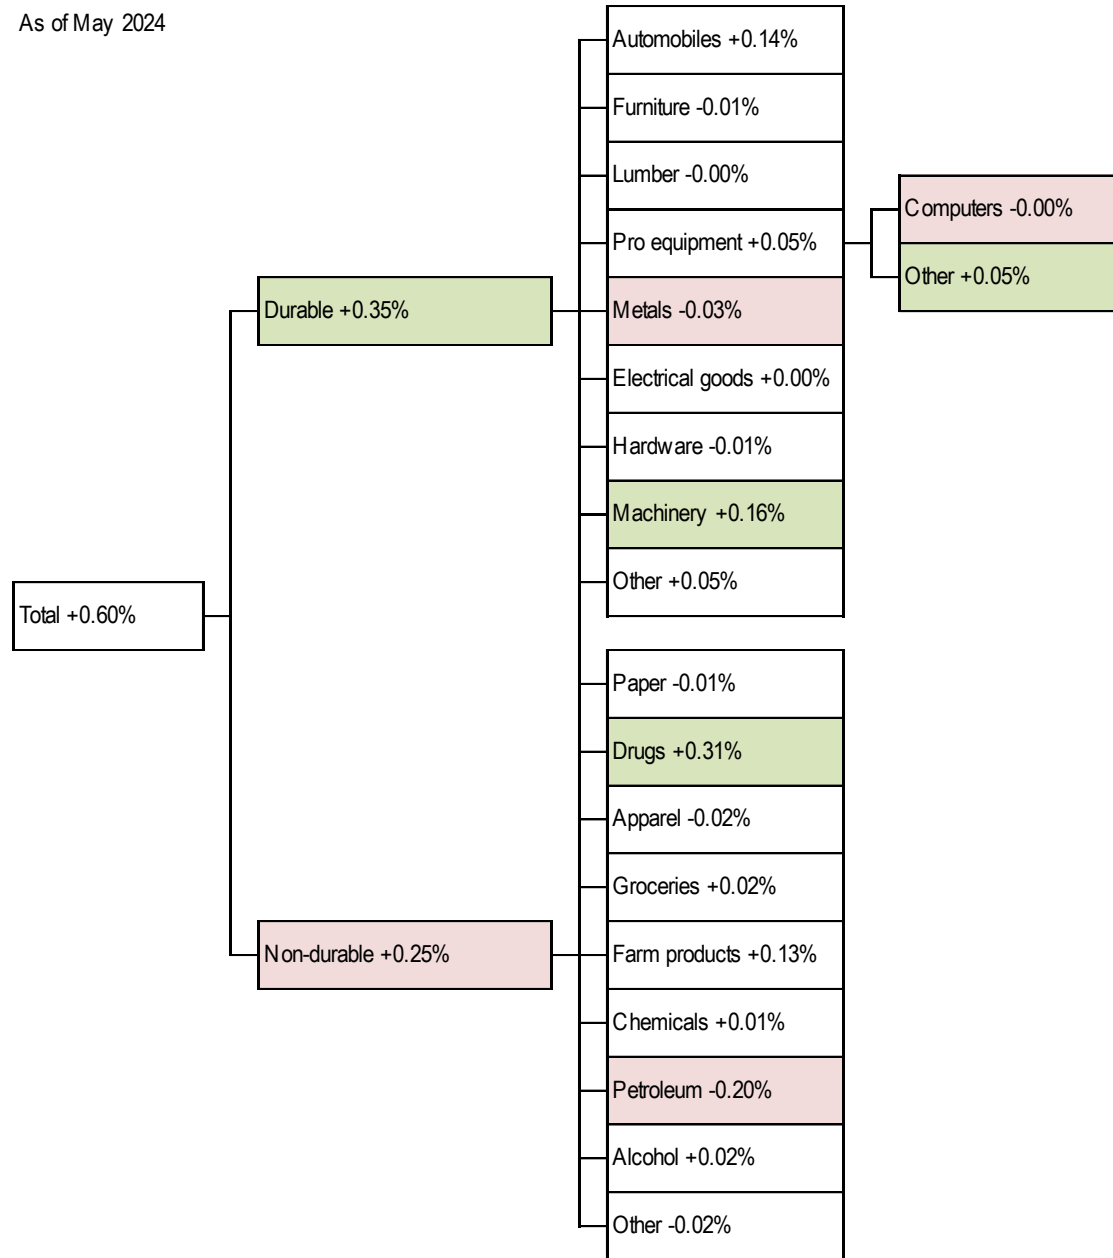 As of May 2024
Automobiles +0.14%
Furniture -0.01%
Lumber -0.00%
Pro equipment +0.05%
Computers -0.00%
Other +0.05%
Durable +0.35%
Metals -0.03%
Electrical goods +0.00%
Hardware -0.01%
Machinery +0.16%
Other +0.05%
Total +0.60%
Paper -0.01%
Drugs +0.31%
Apparel -0.02%
Groceries +0.02%
Non-durable +0.25%
Farm products +0.13%
Chemicals +0.01%
Petroleum -0.20%
Alcohol +0.02%
Other -0.02%